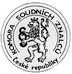 KOMORA SOUDNÍCH ZNALCŮ
České republiky